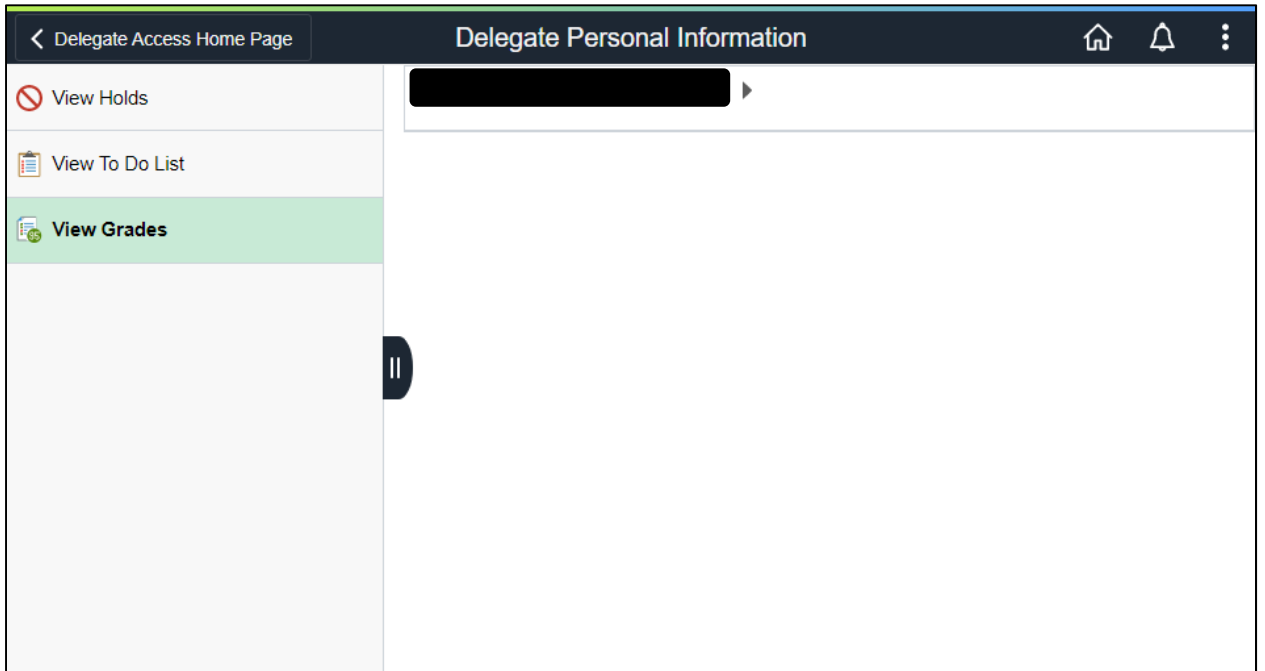 Delegate Access Home Page
Delegate Personal Information
View Holds
View To Do List
View Grades